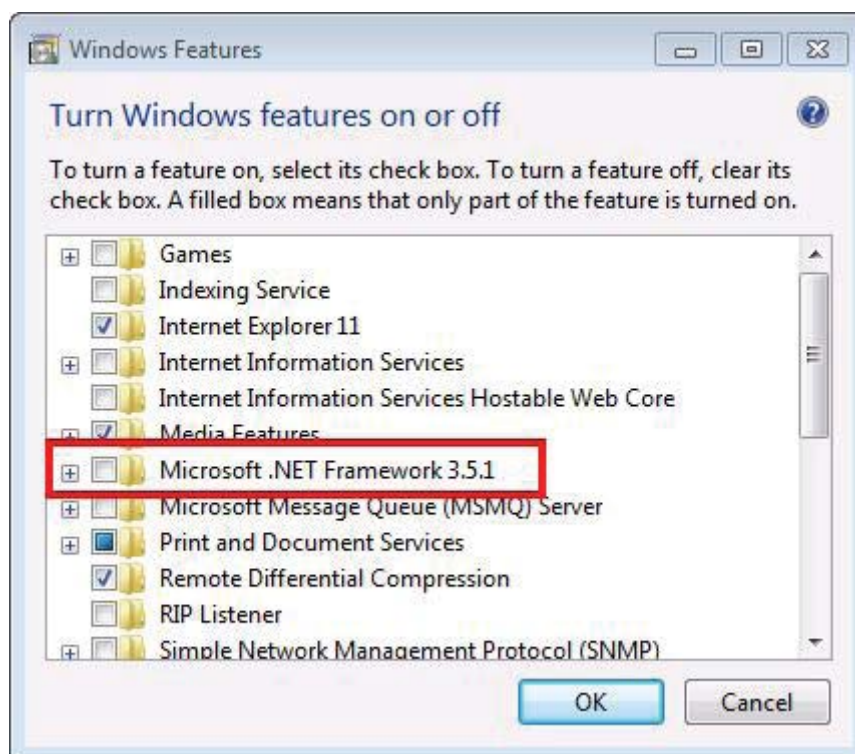 Windows Features
Turn Windows features on or off
To turn a feature on, select its check box. To turn a feature off, clear its
check box. A filled box means that only part of the feature is turned on.
Games
Indexing Service
Internet Explorer 11
Internet Information Services
Internet Information Services Hostable Web Core
Media Features
Microsoft .NET Framework 3.5.1
Microsoft Message Queue (MSMQ) Server
Print and Document Services
Remote Differential Compression
RIP Listener
Simple Network Management Protocol (SNMP)
OK Cancel